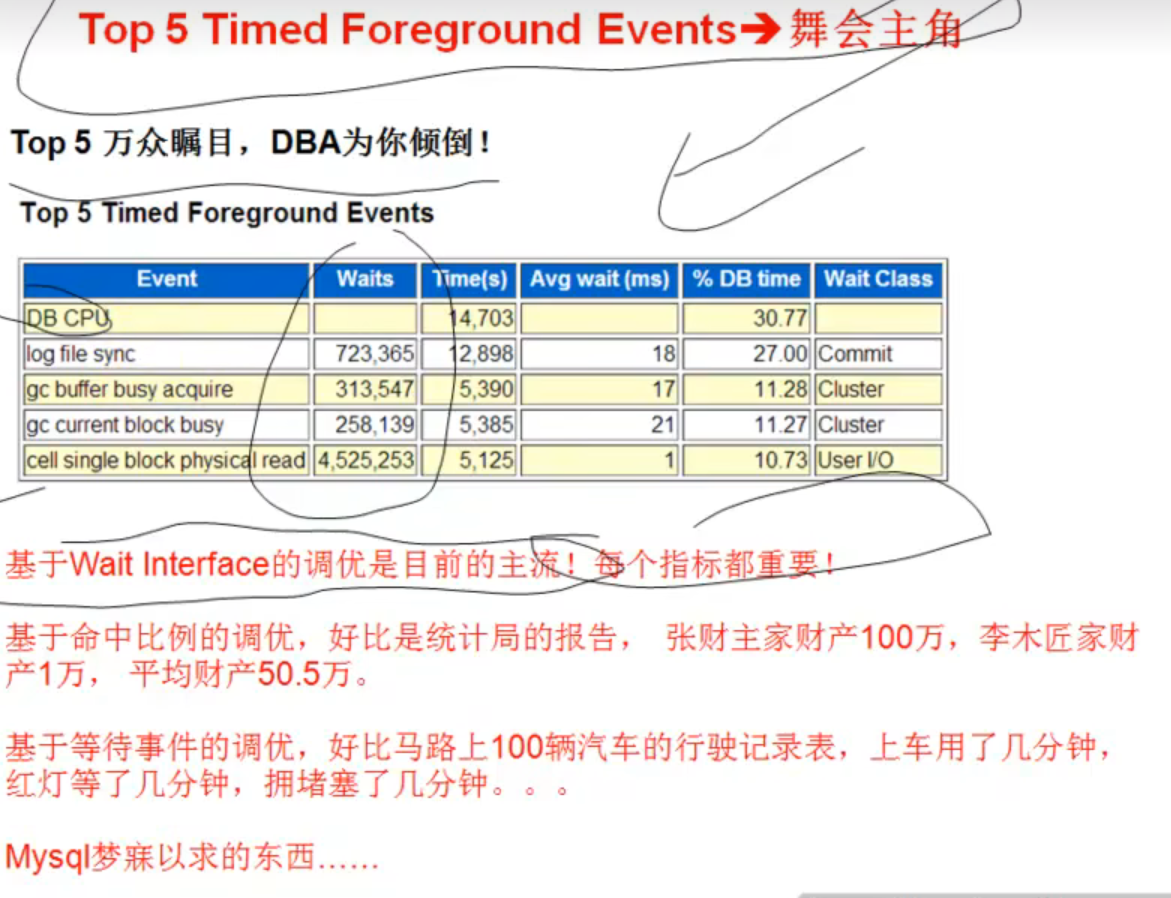 Top 5 Timed Foreground Events➔舞会主角
Top 5 万众瞩目，DBA为你倾倒！
Top 5 Timed Foreground Events
Event Waits Time(s) Avg wait (ms) % DB time Wait Class
DB CPU 14,703 30.77
log file sync 723,365 12,898 18 27.00 Commit
gc buffer busy acquire 313,547 5,390 17 11.28 Cluster
gc current block busy 258,139 5,385 21 11.27 Cluster
cell single block physical read 4,525,253 5,125 1 10.73 User I/O
基于Wait Interface的调优是目前的主流！每个指标都重要！
基于命中比例的调优，好比是统计局的报告， 张财主家财产100万，李木匠家财
产1万， 平均财产50.5万。
基于等待事件的调优，好比马路上100辆汽车的行驶记录表，上车用了几分钟，
红灯等了几分钟，拥堵塞了几分钟。。。
Mysql梦寐以求的东西……